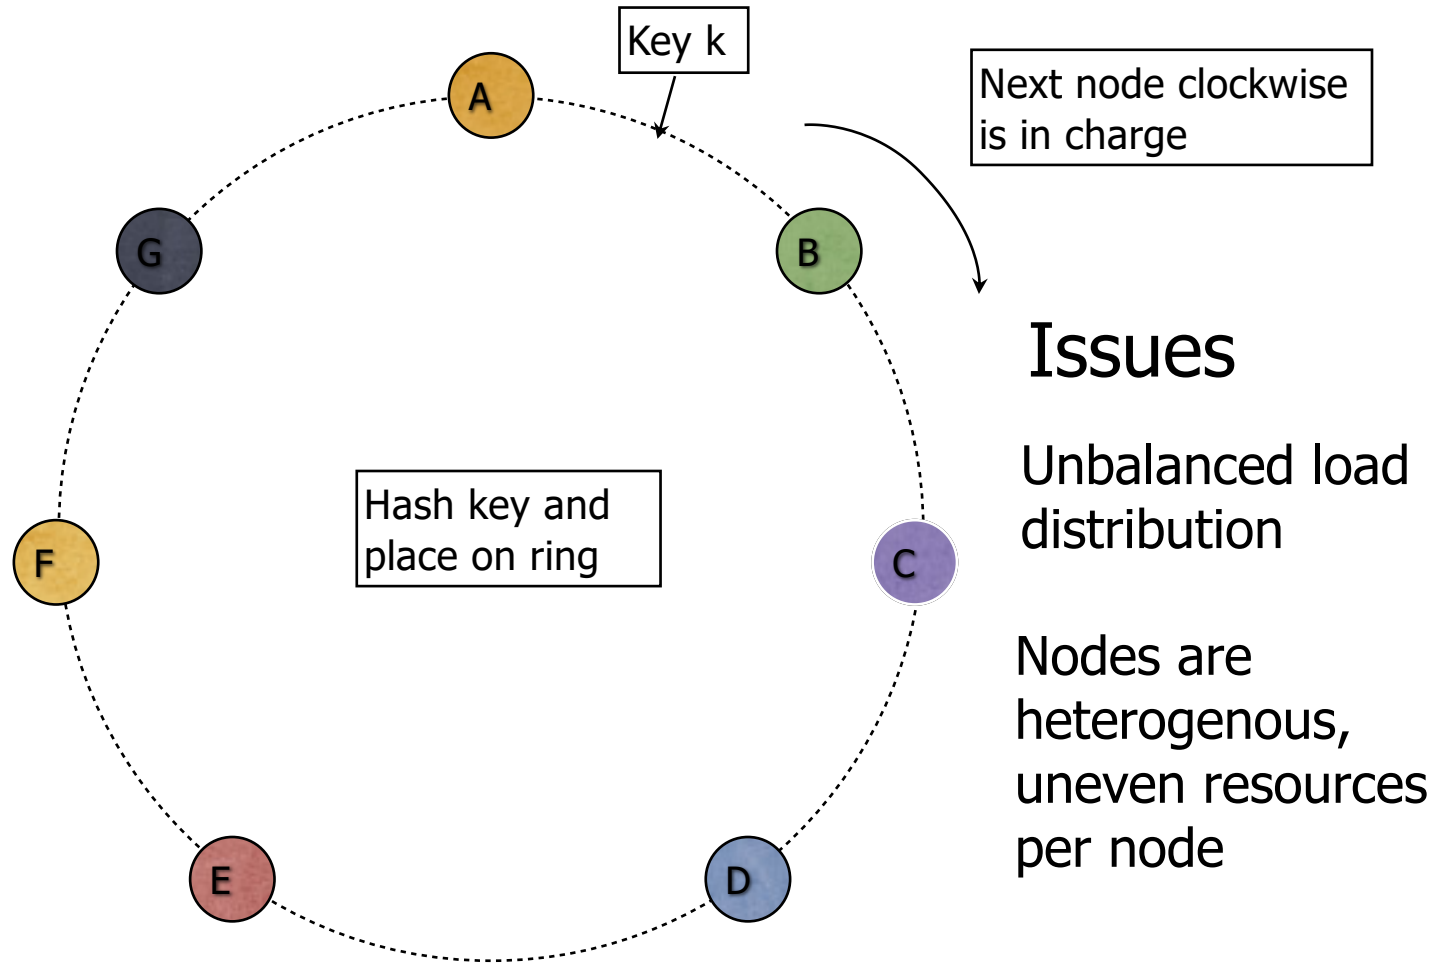 Key k
Next node clockwise
is in charge
A
G
B
Issues
Unbalanced load
distribution
Hash key and
place on ring
F
C
Nodes are
heterogenous,
uneven resources
per node
E
D